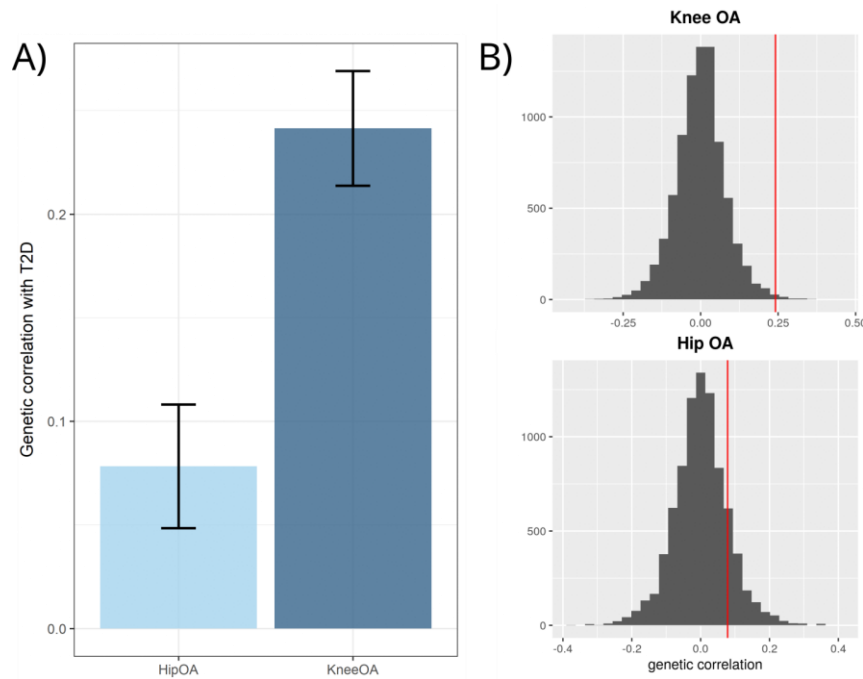 A)
Genetic correlation with T2D
0.2
0.1
0.0
HipOA
KneeOA
B)
Knee OA
1000
500
0
-0.25
0.00
0.25
0.50
Hip OA
1000
500
0
-0.4
-0.2
0.0
0.2
0.4
genetic correlation